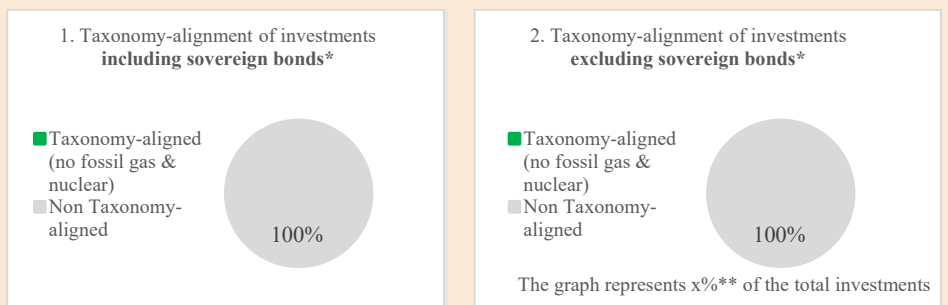 1. Taxonomy-alignment of investments
including sovereign bonds*
Taxonomy-aligned
(no fossil gas &
nuclear)
Non Taxonomy-
aligned
100%
2. Taxonomy-alignment of investments
excluding sovereign bonds*
Taxonomy-aligned
(no fossil gas &
nuclear)
Non Taxonomy-
aligned
100%
The graph represents x%** of the total investments